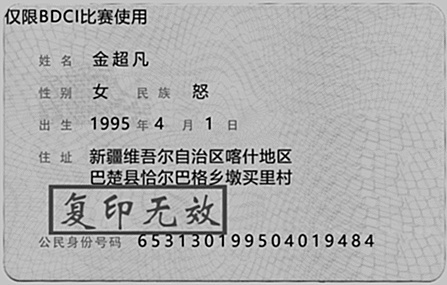 仅限BDCI比赛使用
姓名 金超凡
性别 女 民族 怒
出生 1995 年 4 月 1 日
住址 新疆维吾尔自治区喀什地区
巴楚县恰尔巴格乡墩买里村
复印无效
公民身份号码 653130199504019484